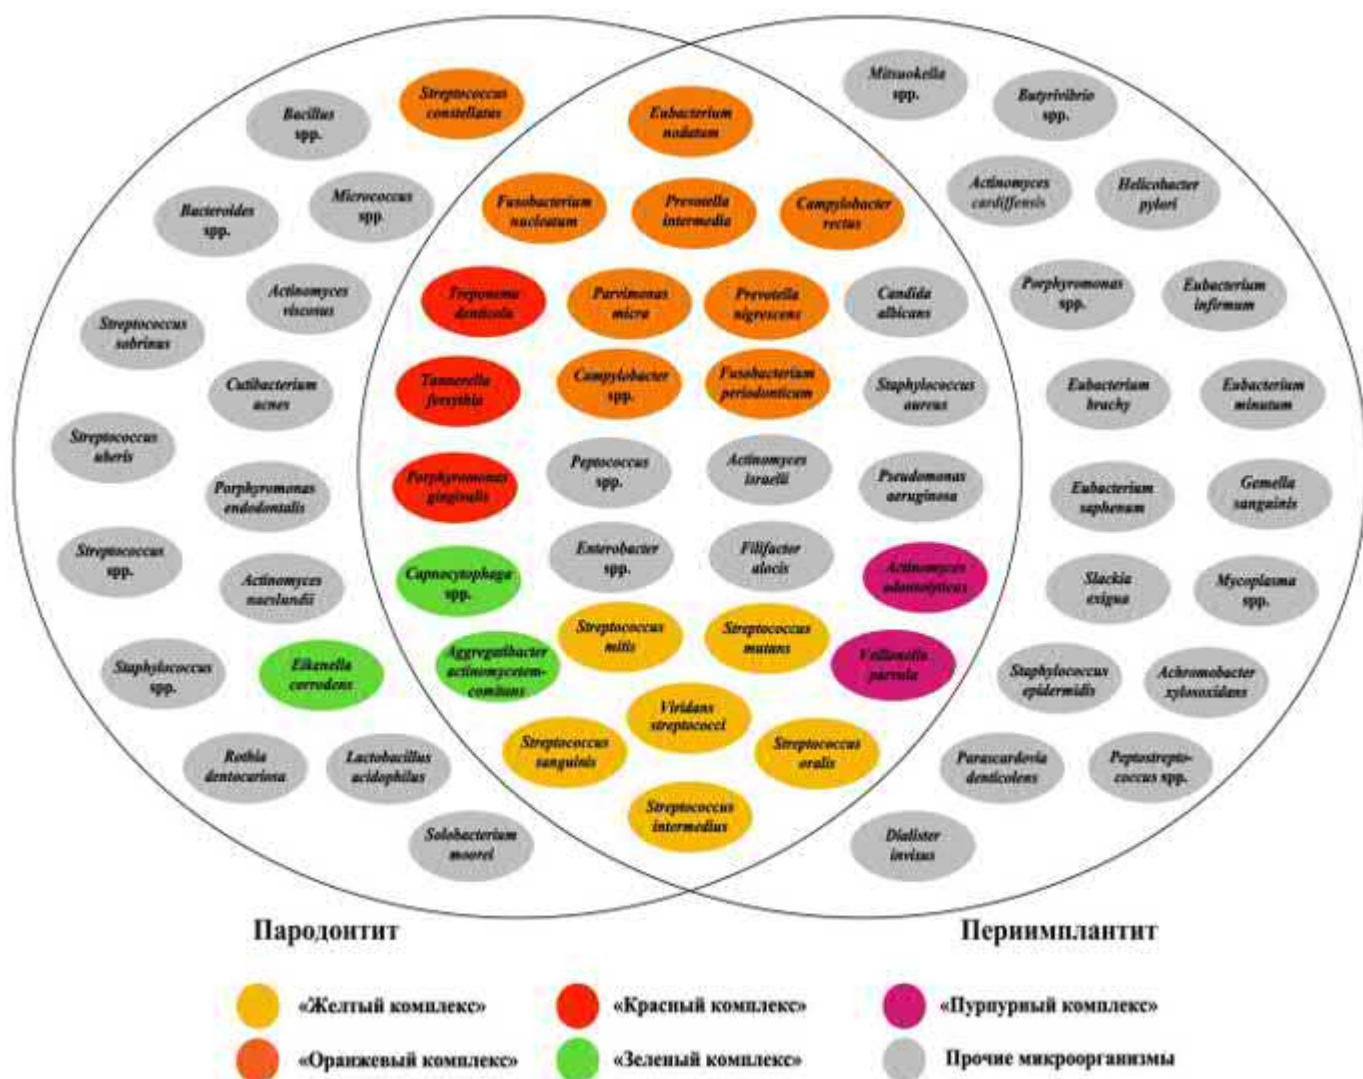 Streptococcus
constellatus
Bacillus
spp.
Micrococcus
spp.
Bacteroides
spp.
Actinomyces
viscosus
Streptococcus
sobrinus
Cutibacterium
acnes
Streptococcus
uberis
Porphyromonas
endodontalis
Streptococcus
spp.
Actinomyces
naeslundii
Staphylococcus
spp.
Eikenella
corrodens
Rothia
dentocariosa
Lactobacillus
acidophilus
Solobacterium
moorei
Eubacterium
nodatum
Fusobacterium
nucleatum
Prevotella
intermedia
Campylobacter
rectus
Treponema
denticola
Parvimonas
micra
Prevotella
nigrescens
Candida
albicans
Tannerella
forsythia
Campylobacter
spp.
Fusobacterium
periodonticum
Staphylococcus
aureus
Porphyromonas
gingivalis
Peptococcus
spp.
Actinomyces
israelii
Pseudomonas
aeruginosa
Capnocytophaga
spp.
Enterobacter
spp.
Filifactor
alocis
Actinomyces
odontolyticus
Aggregatibacter
actinomycetem-
comitans
Streptococcus
mitis
Streptococcus
mutans
Veillonella
parvula
Viridans
streptococci
Streptococcus
sanguinis
Streptococcus
oralis
Streptococcus
intermedius
Mitsuokella
spp.
Butyrivibrio
spp.
Actinomyces
cardiffensis
Helicobacter
pylori
Porphyromonas
spp.
Eubacterium
infirmum
Eubacterium
brachy
Eubacterium
minutum
Eubacterium
saphenum
Gemella
sanguinis
Slackia
exigua
Mycoplasma
spp.
Staphylococcus
epidermidis
Achromobacter
xylosoxidans
Parascardovia
denticolens
Peptostrepto-
coccus spp.
Dialister
invisus
Пародонтит
Периимплантит
«Желтый комплекс»
«Красный комплекс»
«Пурпурный комплекс»
«Оранжевый комплекс»
«Зеленый комплекс»
Прочие микроорганизмы